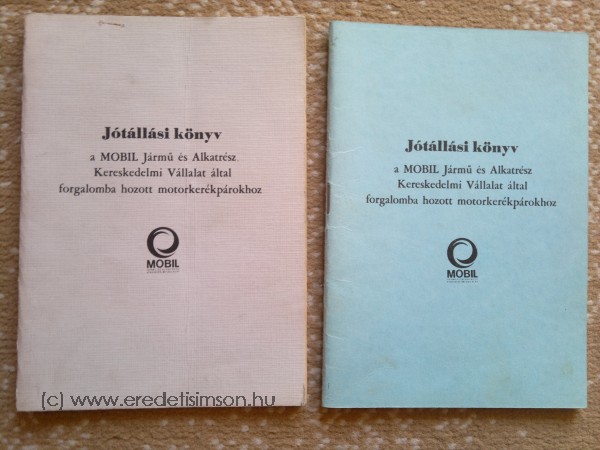 Jótállási könyv
a MOBIL Jármű és Alkatrész
Kereskedelmi Vállalat által
forgalomba hozott motorkerékpárokhoz
MOBIL
Jótállási könyv
a MOBIL Jármű és Alkatrész
Kereskedelmi Vállalat által
forgalomba hozott motorkerékpárokhoz
MOBIL
(c) www.eredetisimson.hu